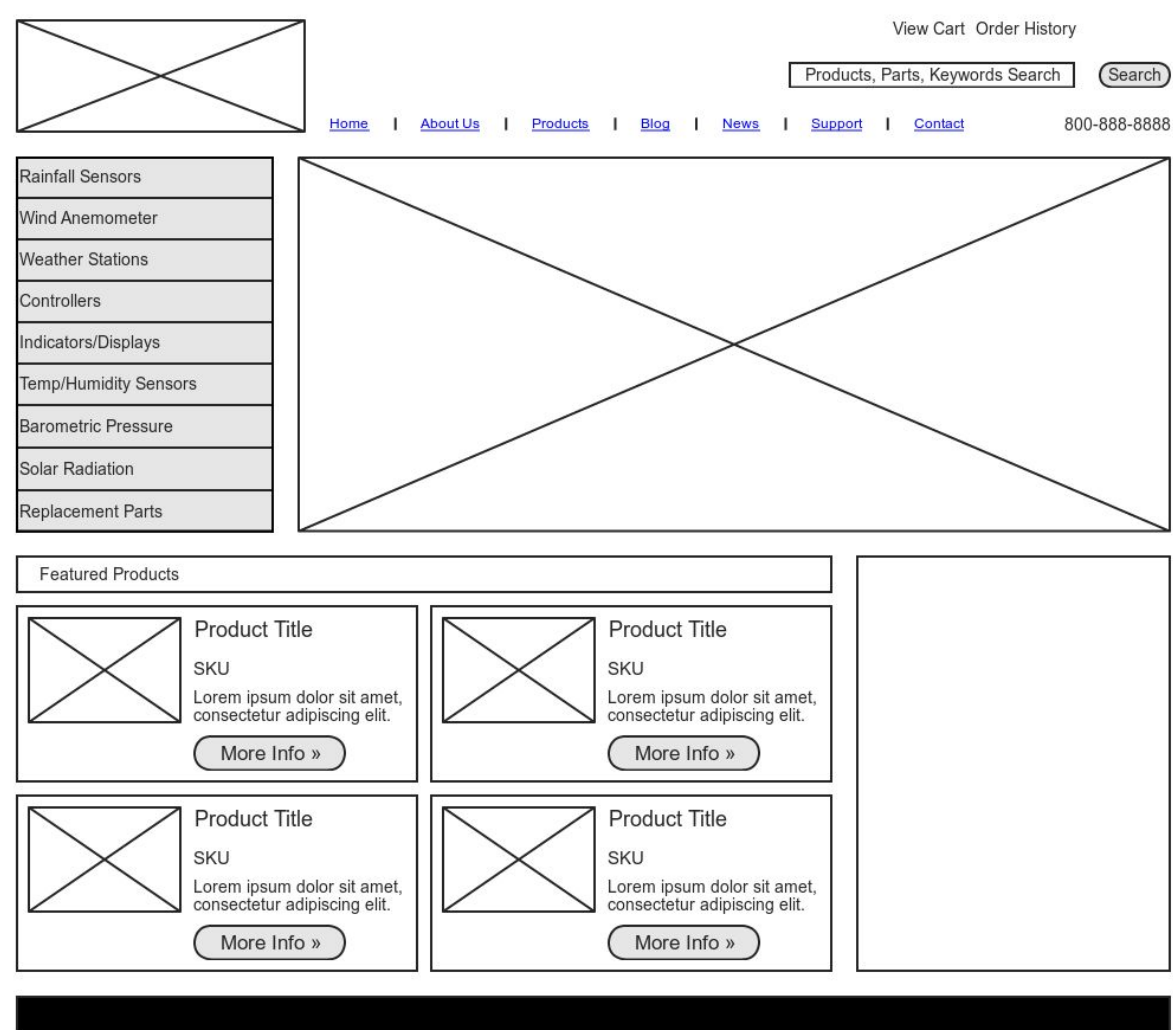 View Cart Order History
Products, Parts, Keywords Search Search
Home | About Us | Products | Blog | News | Support | Contact 800-888-8888
Rainfall Sensors
Wind Anemometer
Weather Stations
Controllers
Indicators/Displays
Temp/Humidity Sensors
Barometric Pressure
Solar Radiation
Replacement Parts
Featured Products
Product Title
SKU
Lorem ipsum dolor sit amet,
consectetur adipiscing elit.
More Info »
Product Title
SKU
Lorem ipsum dolor sit amet,
consectetur adipiscing elit.
More Info »
Product Title
SKU
Lorem ipsum dolor sit amet,
consectetur adipiscing elit.
More Info »
Product Title
SKU
Lorem ipsum dolor sit amet,
consectetur adipiscing elit.
More Info »